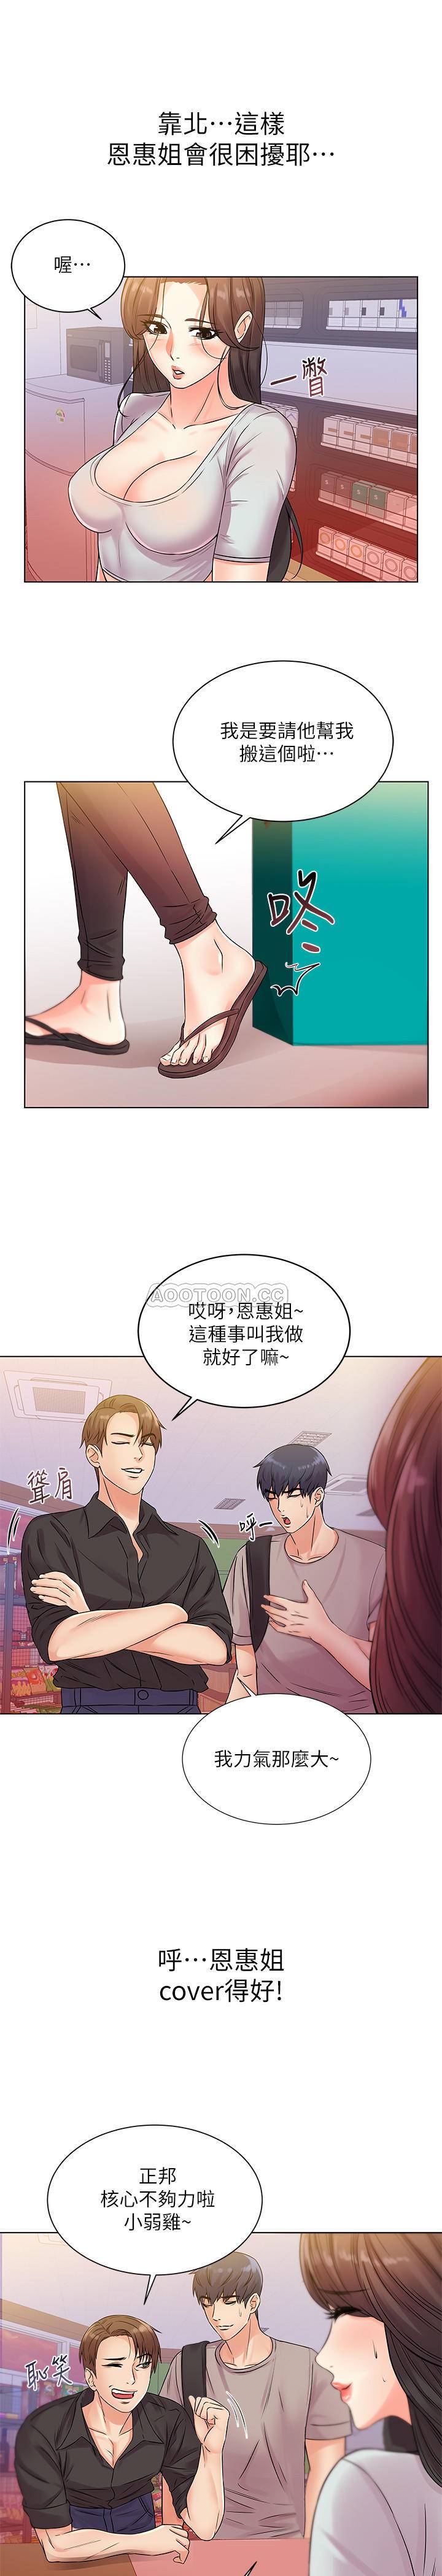 靠北⋯這樣
恩惠姐會很困擾耶⋯
喔⋯
一瞥
我是要請他幫我
搬這個啦⋯
咚
AOOTOON.CC
哎呀,恩惠姐~
這種事叫我做
就好了嘛~
聳肩
呼一
我力氣那麼大~
呼⋯恩惠姐
cover得好!
正邦
核心不夠力啦
小弱雞~
恥笑